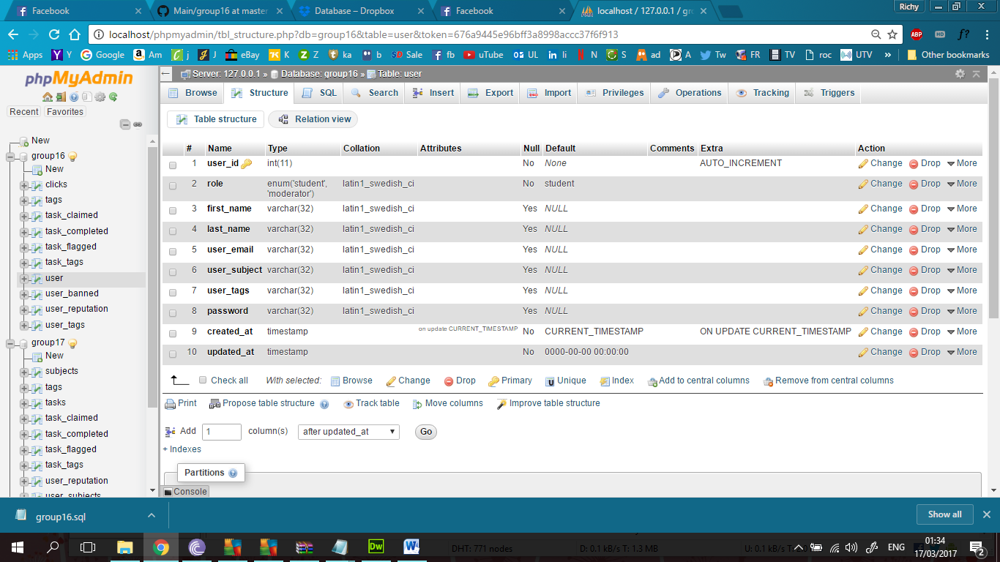 Facebook
Main/group16 at master
Database – Dropbox
Facebook
localhost / 127.0.0.1 / gro
Richy
localhost/phpmyadmin/tbl_structure.php?db=group16&table=user&token=676a9445e96bff3a8998accc37f6f913
ABP HD f?
Apps Y Google Am j J eBay K Z ka b Sale fb uTube UL li N S ad A Tw FR TV roc UTV » Other bookmarks
phpMyAdmin
Recent Favorites
New
group16
New
clicks
tags
task_claimed
task_completed
task_flagged
task_tags
user
user_banned
user_reputation
user_tags
group17
New
subjects
tags
tasks
task_claimed
task_completed
task_flagged
task_tags
user_reputation
user_subjects
Server: 127.0.0.1 » Database: group16 » Table: user
Browse Structure SQL Search Insert Export Import Privileges Operations Tracking Triggers
Table structure Relation view
# Name Type Collation Attributes Null Default Comments Extra Action
1 user_id int(11) No None AUTO_INCREMENT Change Drop More
2 role enum('student', latin1_swedish_ci No student Change Drop More
'moderator')
3 first_name varchar(32) latin1_swedish_ci Yes NULL Change Drop More
4 last_name varchar(32) latin1_swedish_ci Yes NULL Change Drop More
5 user_email varchar(32) latin1_swedish_ci Yes NULL Change Drop More
6 user_subject varchar(32) latin1_swedish_ci Yes NULL Change Drop More
7 user_tags varchar(32) latin1_swedish_ci Yes NULL Change Drop More
8 password varchar(32) latin1_swedish_ci Yes NULL Change Drop More
9 created_at timestamp on update CURRENT_TIMESTAMP No CURRENT_TIMESTAMP ON UPDATE CURRENT_TIMESTAMP Change Drop More
10 updated_at timestamp No 0000-00-00 00:00:00 Change Drop More
Check all With selected: Browse Change Drop Primary Unique Index Add to central columns Remove from central columns
Print Propose table structure Track table Move columns Improve table structure
Add 1 column(s) after updated_at Go
+ Indexes
Partitions
Console
group16.sql
Show all
Dw W
DHT: 771 nodes D: 0.1 kB/s T: 1.3 MB U: 0.1 kB/s
ENG
01:34
17/03/2017
2